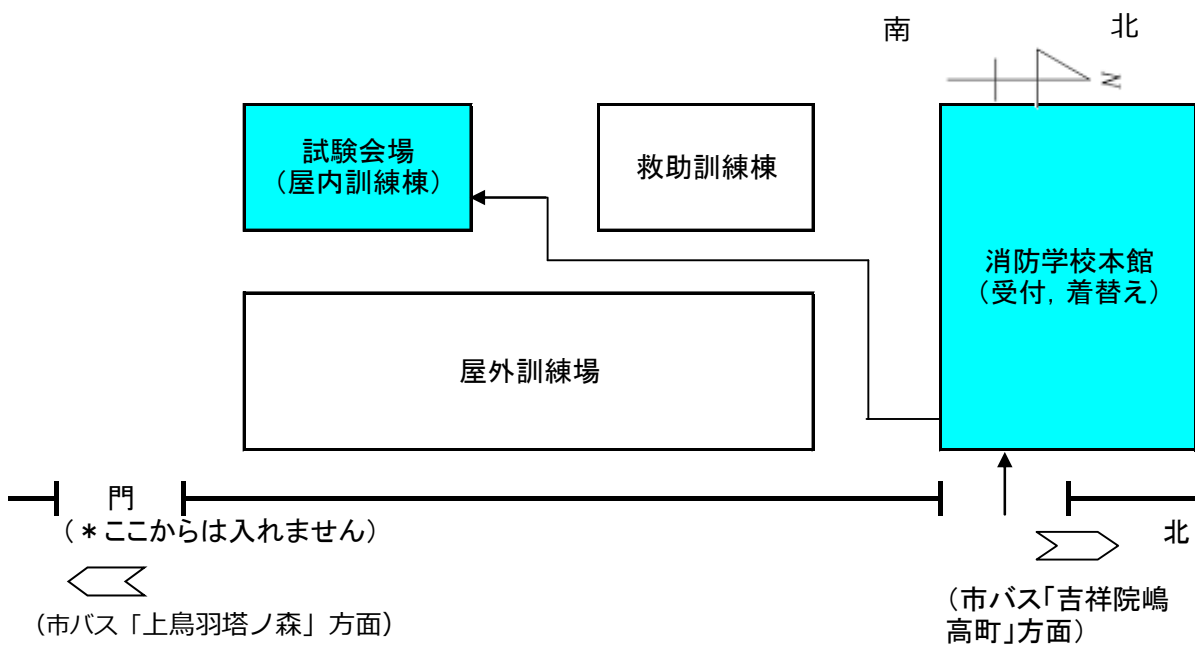 南
北
N
試験会場
（屋内訓練棟）
救助訓練棟
消防学校本館
（受付，着替え）
屋外訓練場
門
（＊ここからは入れません）
北
（市バス「上鳥羽塔ノ森」方面）
（市バス「吉祥院嶋
高町」方面）